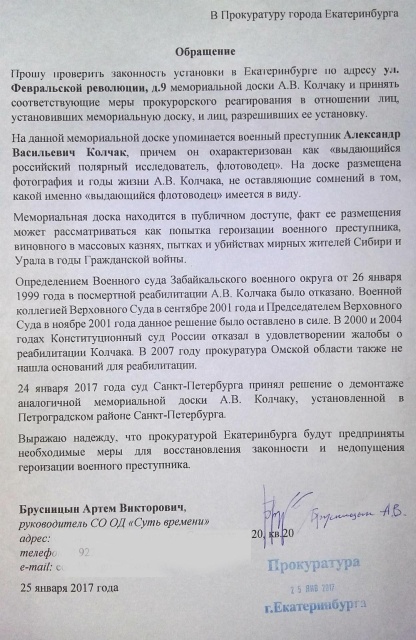 В Прокуратуру города Екатеринбурга
Обращение
Прошу проверить законность установки в Екатеринбурге по адресу ул.
Февральской революции, д.9 мемориальной доски А.В. Колчаку и принять
соответствующие меры прокурорского реагирования в отношении лиц,
установивших мемориальную доску, и лиц, разрешивших ее установку.
На данной мемориальной доске упоминается военный преступник Александр
Васильевич Колчак, причем он охарактеризован как «выдающийся
российский полярный исследователь, флотоводец». На доске размещена
фотография и годы жизни А.В. Колчака, не оставляющие сомнений в том,
какой именно «выдающийся флотоводец» имеется в виду.
Мемориальная доска находится в публичном доступе, факт ее размещения
может рассматриваться как попытка героизации военного преступника,
виновного в массовых казнях, пытках и убийствах мирных жителей Сибири и
Урала в годы Гражданской войны.
Определением Военного суда Забайкальского военного округа от 26 января
1999 года в посмертной реабилитации А.В. Колчака было отказано. Военной
коллегией Верховного Суда в сентябре 2001 года и Председателем Верховного
Суда в ноябре 2001 года данное решение было оставлено в силе. В 2000 и 2004
годах Конституционный суд России отказал в удовлетворении жалобы о
реабилитации Колчака. В 2007 году прокуратура Омской области также не
нашла оснований для реабилитации.
24 января 2017 года суд Санкт-Петербурга принял решение о демонтаже
аналогичной мемориальной доски А.В. Колчаку, установленной в
Петроградском районе Санкт-Петербурга.
Выражаю надежду, что прокуратурой Екатеринбурга будут предприняты
необходимые меры для восстановления законности и недопущения
героизации военного преступника.
Брусницын Артем Викторович,
Брусницын А.В.
руководитель СО ОД «Суть времени»
адрес: 20, кв.20
телефо 92
e-mail: c
Прокуратура
25 января 2017 года
25 ЯНВ 2017
г.Екатеринбурга